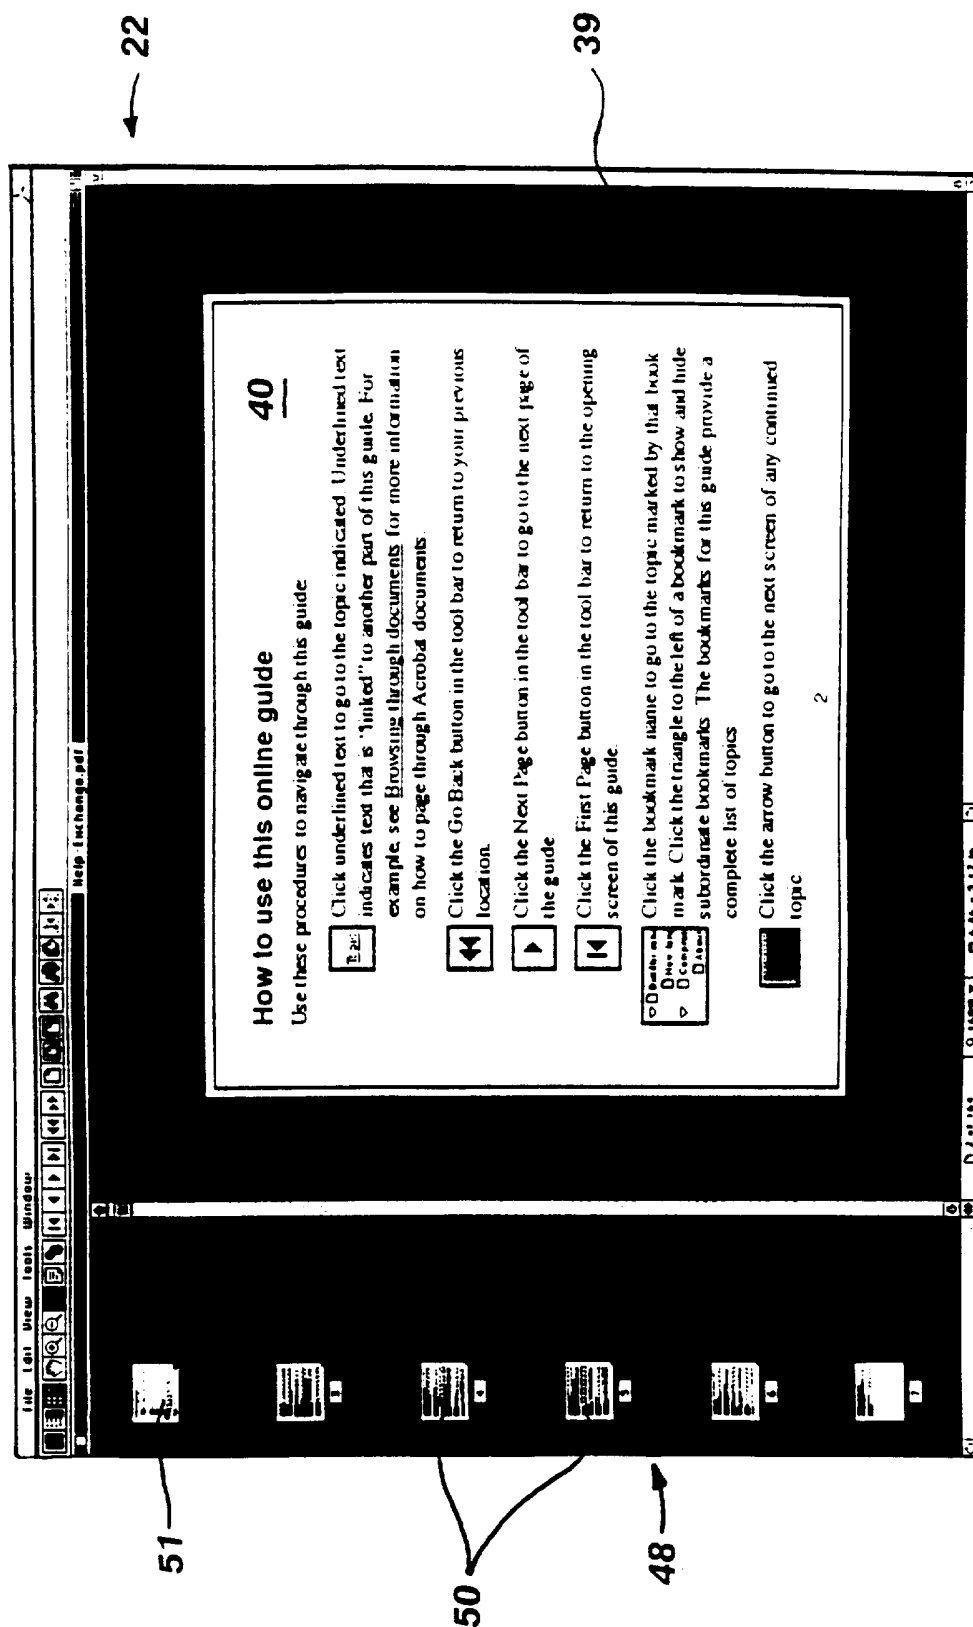 22
39
File Edit View Tools Window
Help-Exchange.pdf
How to use this online guide
40
Use these procedures to navigate through this guide:
Click underlined text to go to the topic indicated. Underlined text
indicates text that is "linked" to another part of this guide. For
example, see Browsing through documents for more information
on how to page through Acrobat documents.
Click the Go Back button in the tool bar to return to your previous
location.
Click the Next Page button in the tool bar to go to the next page of
the guide.
Click the First Page button in the tool bar to return to the opening
screen of this guide.
Click the bookmark name to go to the topic marked by that book
mark. Click the triangle to the left of a bookmark to show and hide
subordinate bookmarks. The bookmarks for this guide provide a
complete list of topics
Click the arrow button to go to the next screen of any continued
topic
2
3
4
5
6
7
51
50
48